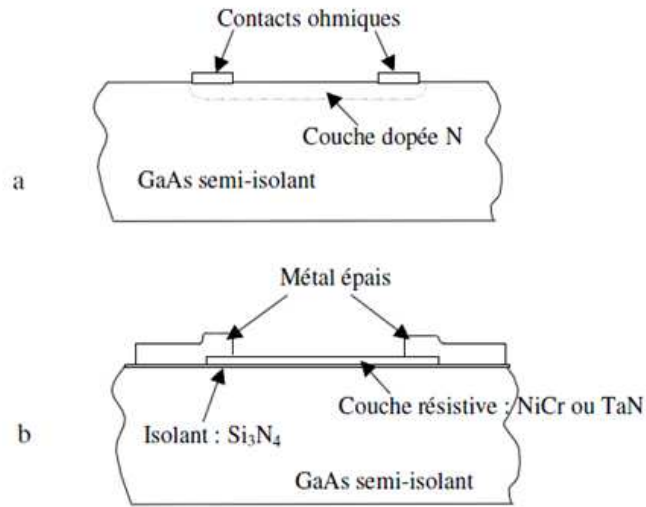 Contacts ohmiques
Couche dopée N
GaAs semi-isolant
a
Métal épais
Couche résistive : NiCr ou TaN
Isolant : Si₃N₄
b
GaAs semi-isolant